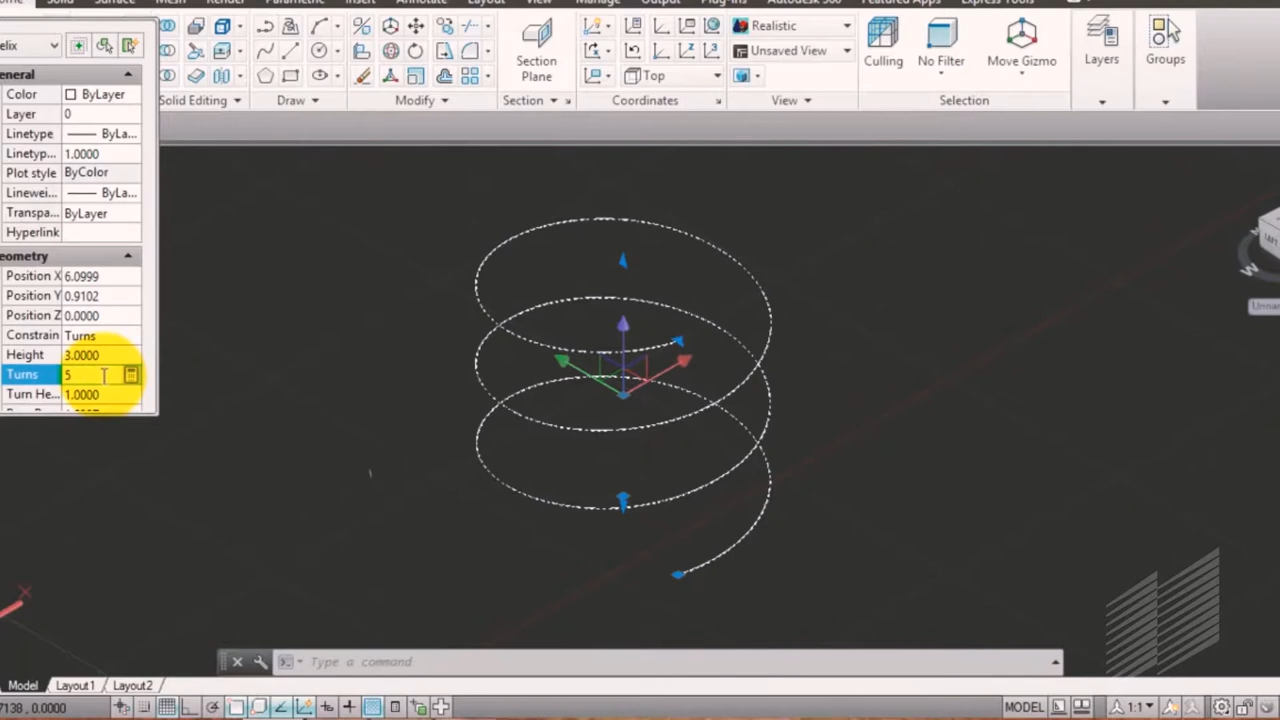 Solid Surface Mesh Render Parametric Insert Annotate Layout View Manage Output Plug-ins Autodesk 360 Featured Apps Express Tools
elix
Realistic
Unsaved View
Top
Section
Plane
Culling
No Filter
Move Gizmo
Layers
Groups
Solid Editing
Draw
Modify
Section
Coordinates
View
Selection
eneral
Color ByLayer
Layer 0
Linetype ByLa...
Linetyp... 1.0000
Plot style ByColor
Linewei... ByLa...
Transpa... ByLayer
Hyperlink
eometry
Position X 6.0999
Position Y 0.9102
Position Z 0.0000
Constrain Turns
Height 3.0000
Turns 5
Turn He... 1.0000
W
Type a command
Model Layout1 Layout2
7138, 0.0000
MODEL
1:1